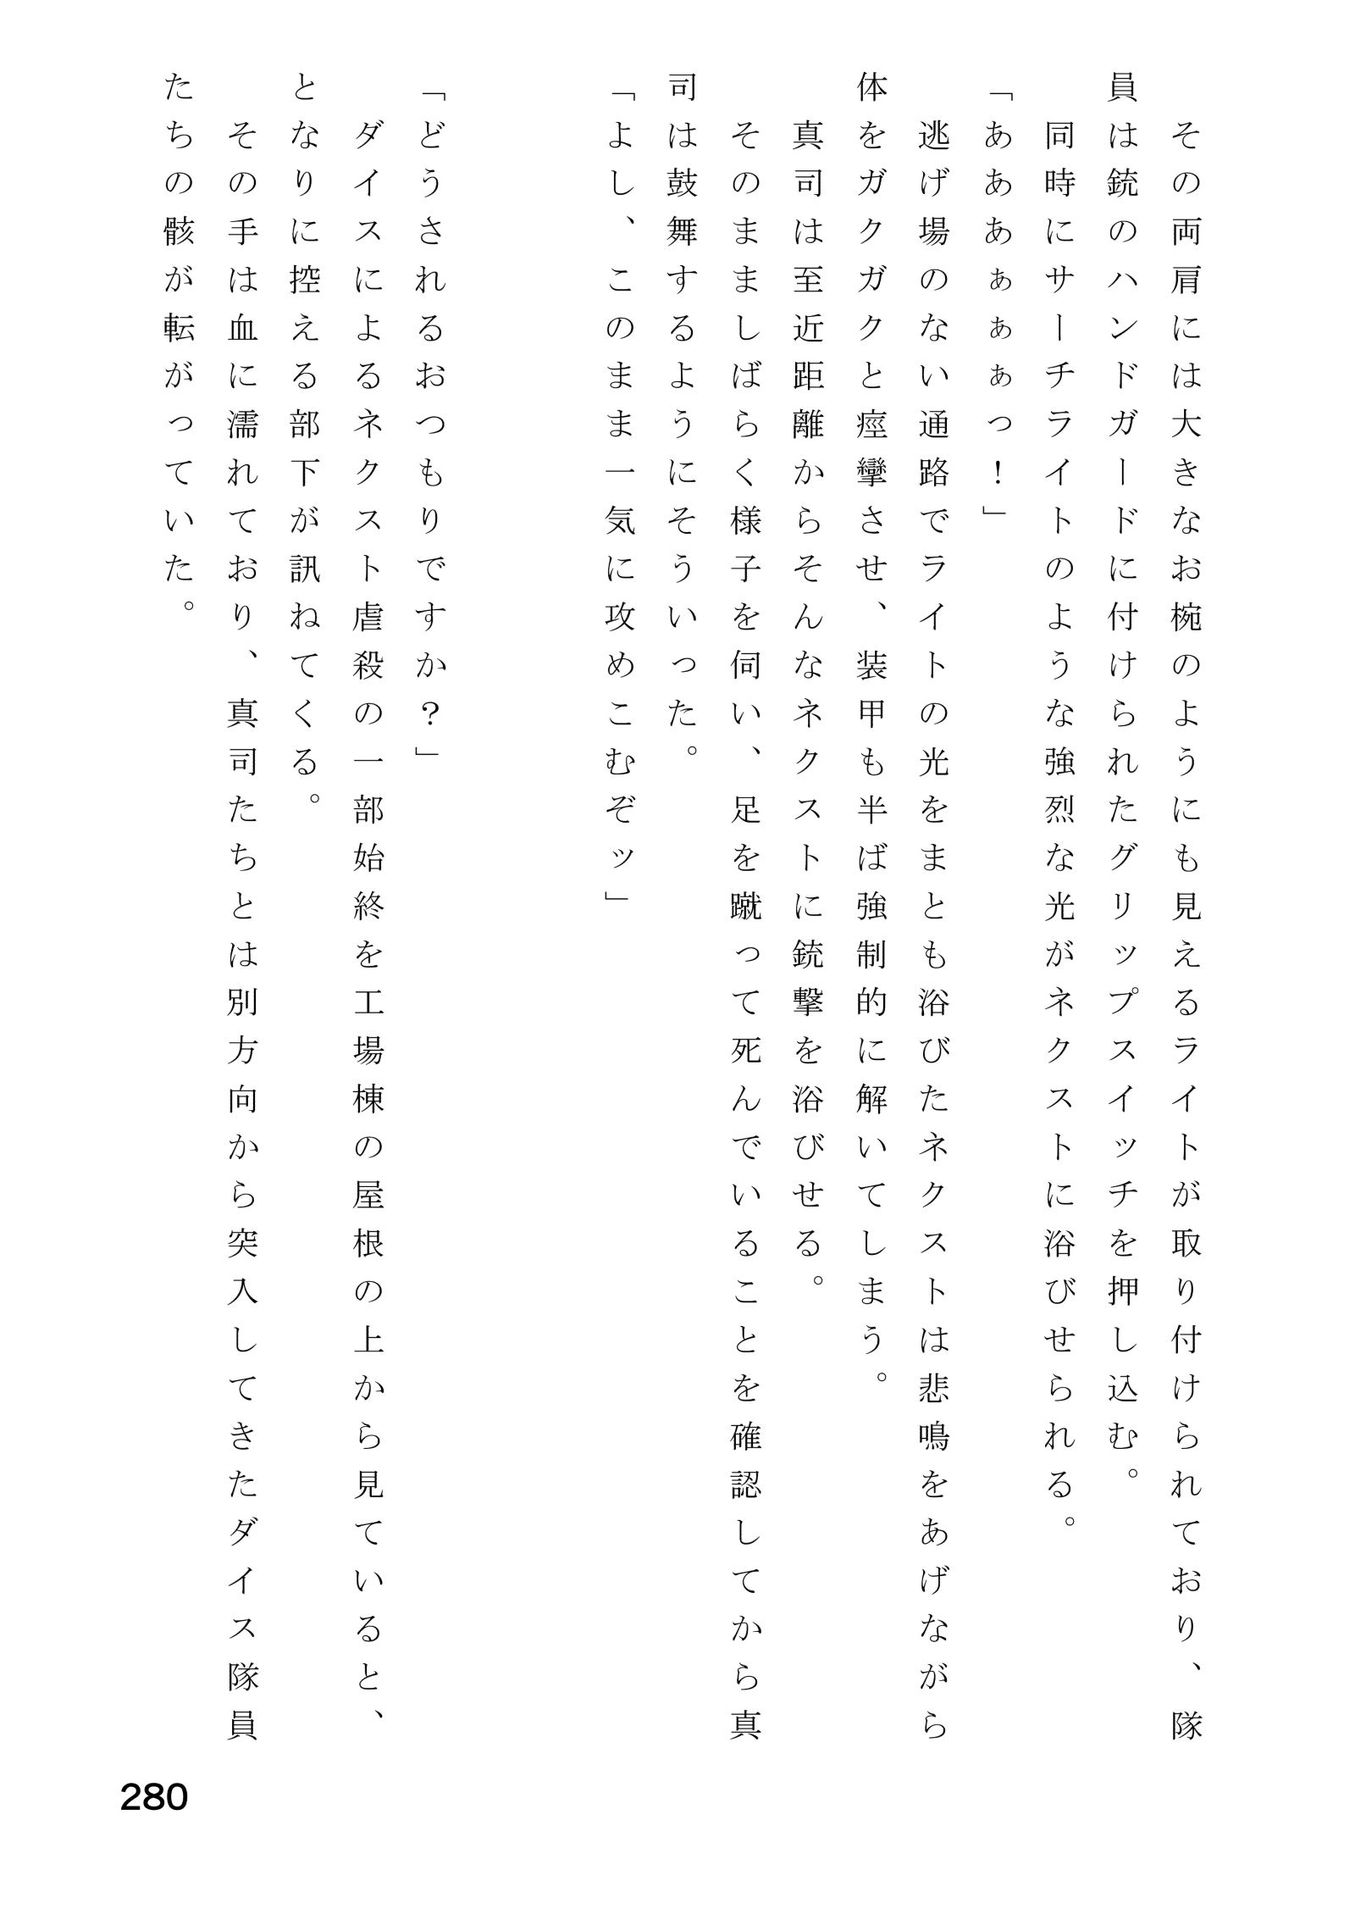 その両肩には大きなお椀のようにも見えるライトが取り付けられており、隊
員は銃のハンドガードに付けられたグリップスイッチを押し込む。
　同時にサーチライトのような強烈な光がネクストに浴びせられる。
「あああぁぁぁっ！」
　逃げ場のない通路でライトの光をまとも浴びたネクストは悲鳴をあげながら
体をガクガクと痙攣させ、装甲も半ば強制的に解いてしまう。
　真司は至近距離からそんなネクストに銃撃を浴びせる。
　そのまましばらく様子を伺い、足を蹴って死んでいることを確認してから真
司は鼓舞するようにそういった。
「よし、このまま一気に攻めこむぞッ」
「どうされるおつもりですか？」
　ダイスによるネクスト虐殺の一部始終を工場棟の屋根の上から見ていると、
となりに控える部下が訊ねてくる。
　その手は血に濡れており、真司たちとは別方向から突入してきたダイス隊員
たちの骸が転がっていた。
280